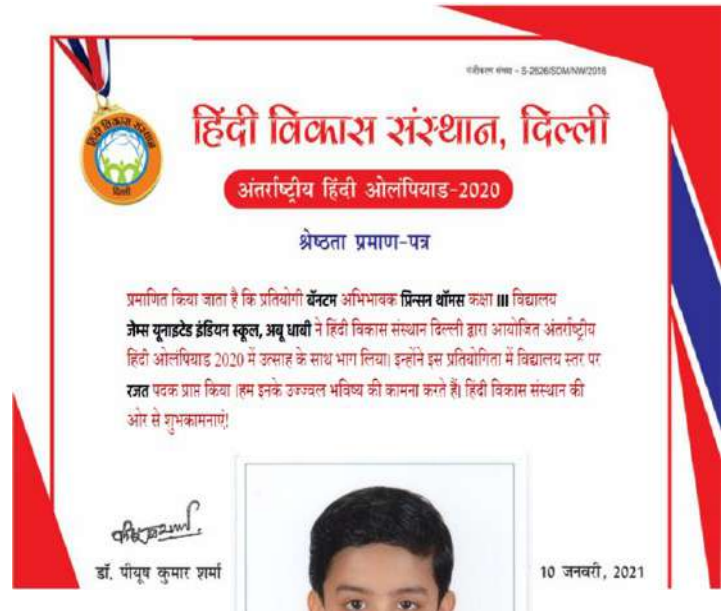 पंजीकरण संख्या – S-2826/SDM/NW/2018
हिंदी विकास संस्थान
दिल्ली
हिंदी विकास संस्थान, दिल्ली
अंतर्राष्ट्रीय हिंदी ओलंपियाड-2020
श्रेष्ठता प्रमाण-पत्र
प्रमाणित किया जाता है कि प्रतियोगी बॅनटम अभिभावक प्रिन्सन थॉमस कक्षा III विद्यालय
जेम्स यूनाइटेड इंडियन स्कूल, अबू धाबी ने हिंदी विकास संस्थान दिल्ली द्वारा आयोजित अंतर्राष्ट्रीय
हिंदी ओलंपियाड 2020 में उत्साह के साथ भाग लिया। इन्होंने इस प्रतियोगिता में विद्यालय स्तर पर
रजत पदक प्राप्त किया ।हम इनके उज्ज्वल भविष्य की कामना करते हैं। हिंदी विकास संस्थान की
ओर से शुभकामनाएं!
डॉ. पीयूष कुमार शर्मा
10 जनवरी, 2021